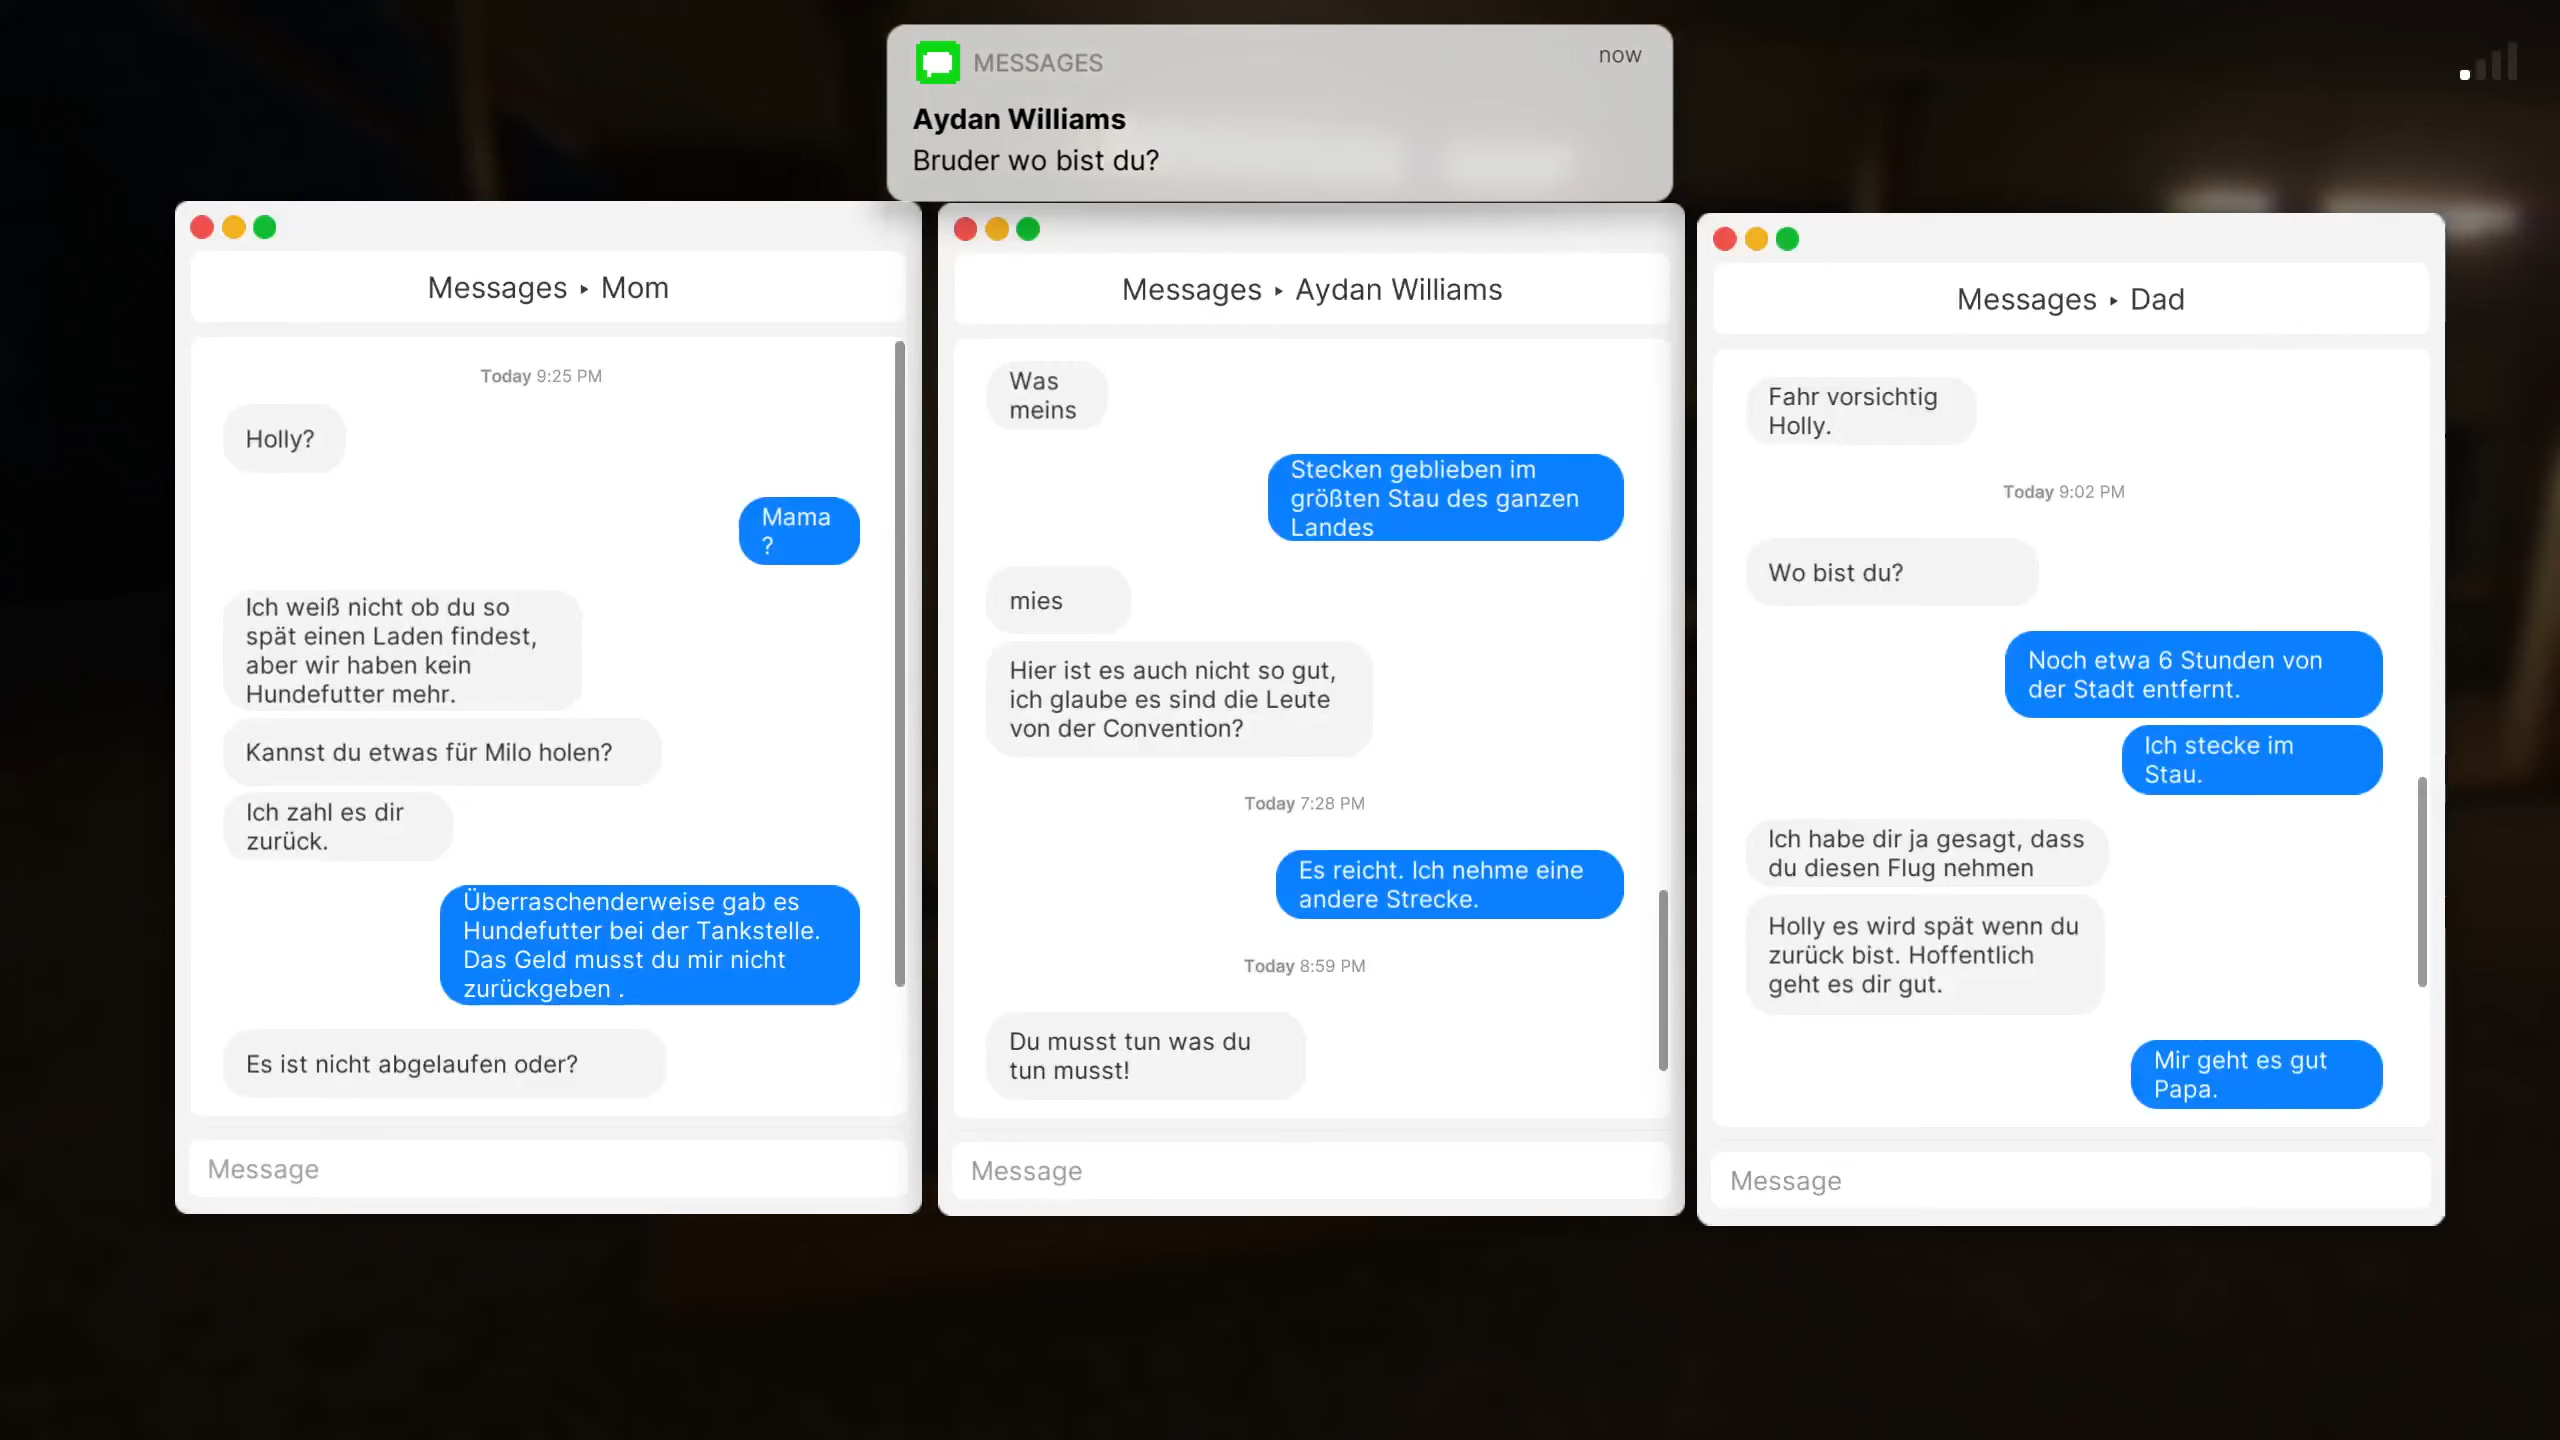 MESSAGES
now
Aydan Williams
Bruder wo bist du?
Messages ▸ Mom
Today 9:25 PM
Holly?
Mama
?
Ich weiß nicht ob du so
spät einen Laden findest,
aber wir haben kein
Hundefutter mehr.
Kannst du etwas für Milo holen?
Ich zahl es dir
zurück.
Überraschenderweise gab es
Hundefutter bei der Tankstelle.
Das Geld musst du mir nicht
zurückgeben .
Es ist nicht abgelaufen oder?
Message
Messages ▸ Aydan Williams
Was
meins
Stecken geblieben im
größten Stau des ganzen
Landes
mies
Hier ist es auch nicht so gut,
ich glaube es sind die Leute
von der Convention?
Today 7:28 PM
Es reicht. Ich nehme eine
andere Strecke.
Today 8:59 PM
Du musst tun was du
tun musst!
Message
Messages ▸ Dad
Fahr vorsichtig
Holly.
Today 9:02 PM
Wo bist du?
Noch etwa 6 Stunden von
der Stadt entfernt.
Ich stecke im
Stau.
Ich habe dir ja gesagt, dass
du diesen Flug nehmen
Holly es wird spät wenn du
zurück bist. Hoffentlich
geht es dir gut.
Mir geht es gut
Papa.
Message